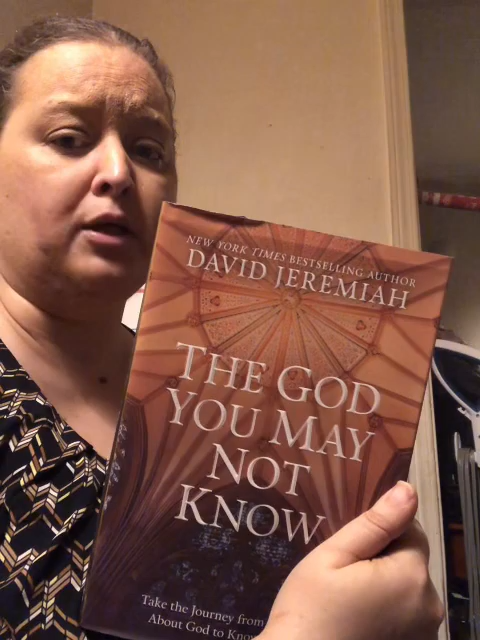 NEW YORK TIMES BESTSELLING AUTHOR
DAVID JEREMIAH
THE GOD
YOU MAY
NOT
KNOW
Take the Journey from
About God to